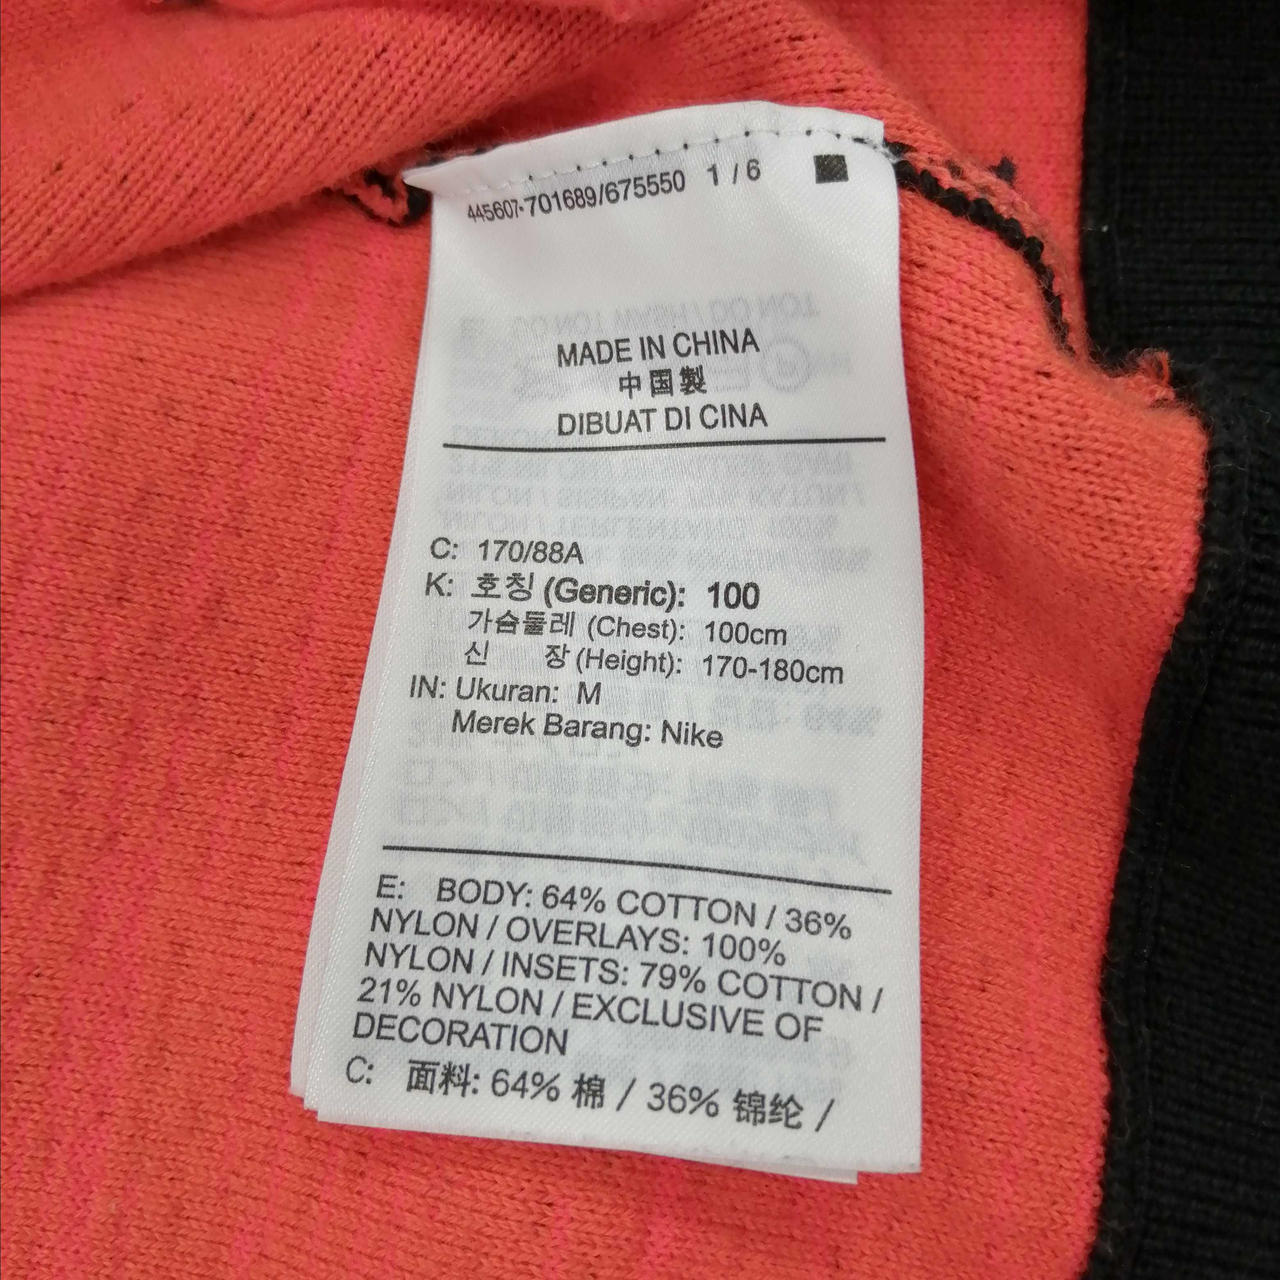 445607-701689/675550 1 / 6
MADE IN CHINA
中国製
DIBUAT DI CINA
C: 170/88A
K: 호칭 (Generic): 100
가슴둘레 (Chest): 100cm
신 장 (Height): 170-180cm
IN: Ukuran: M
Merek Barang: Nike
E: BODY: 64% COTTON / 36%
NYLON / OVERLAYS: 100%
NYLON / INSETS: 79% COTTON /
21% NYLON / EXCLUSIVE OF
DECORATION
C: 面料: 64% 棉 / 36% 锦纶 /